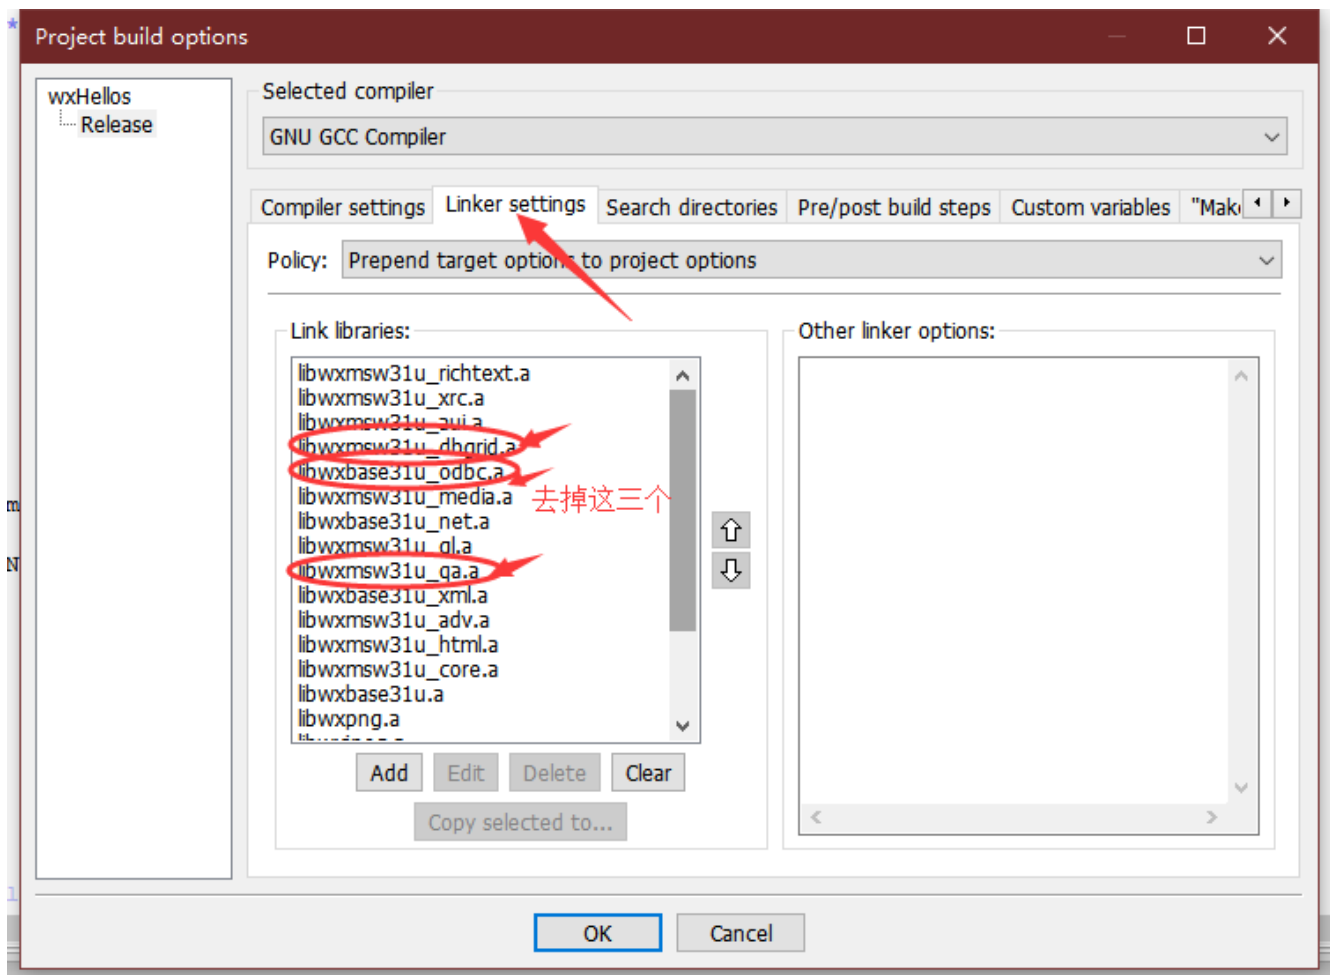 *
Project build options
wxHellos
Release
Selected compiler
GNU GCC Compiler
Compiler settings
Linker settings
Search directories
Pre/post build steps
Custom variables
"Mak
Policy:
Prepend target options to project options
Link libraries:
Other linker options:
libwxmsw31u_richtext.a
libwxmsw31u_xrc.a
libwxmsw31u_aui.a
libwxmsw31u_dbgrid.a
libwxbase31u_odbc.a
libwxmsw31u_media.a
去掉这三个
libwxbase31u_net.a
libwxmsw31u_gl.a
libwxmsw31u_qa.a
libwxbase31u_xml.a
libwxmsw31u_adv.a
libwxmsw31u_html.a
libwxmsw31u_core.a
libwxbase31u.a
libwxpng.a
m
N
Add
Edit
Delete
Clear
Copy selected to...
OK
Cancel